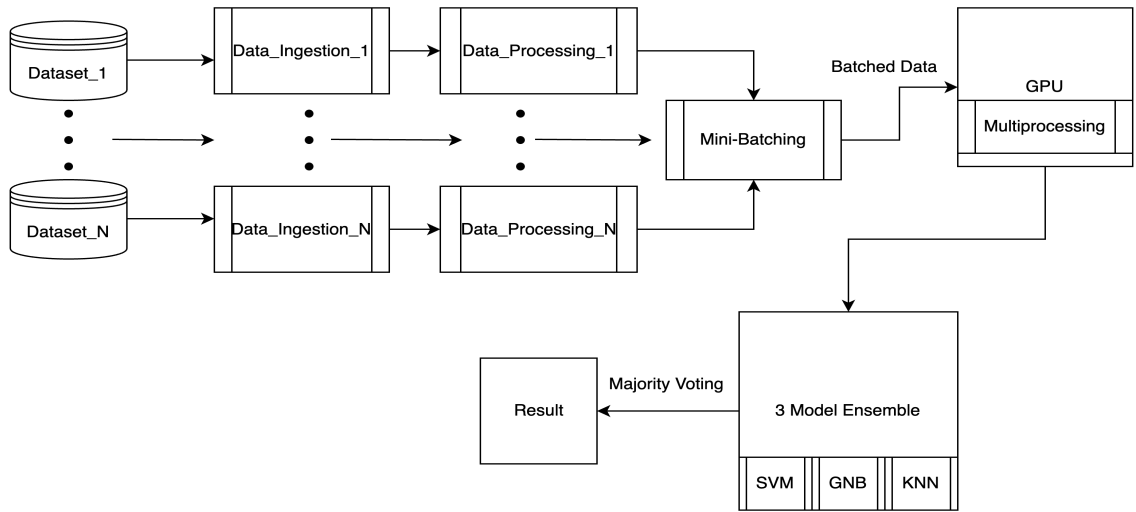 Dataset_1
Data_Ingestion_1
Data_Processing_1
Batched Data
GPU
Multiprocessing
Mini-Batching
Dataset_N
Data_Ingestion_N
Data_Processing_N
Result
Majority Voting
3 Model Ensemble
SVM
GNB
KNN